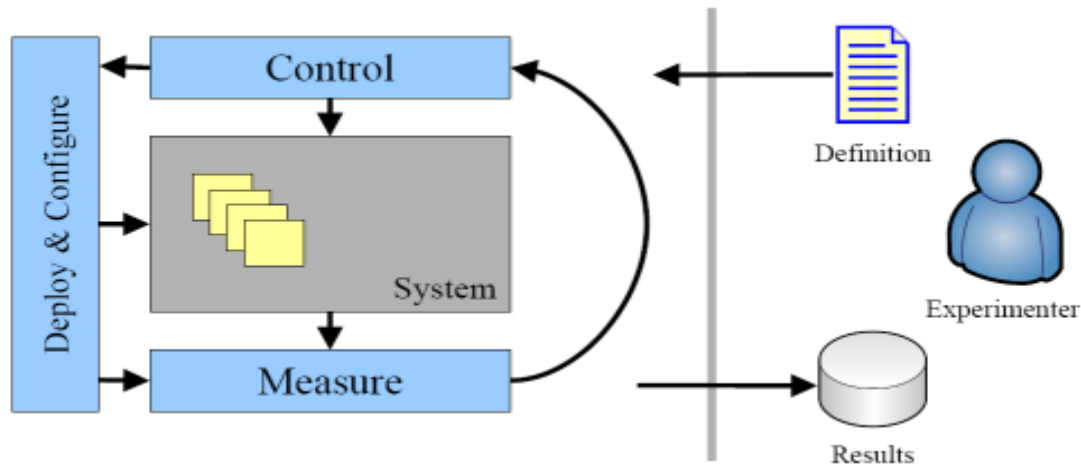 Control
Deploy & Configure
System
Measure
Definition
Experimenter
Results